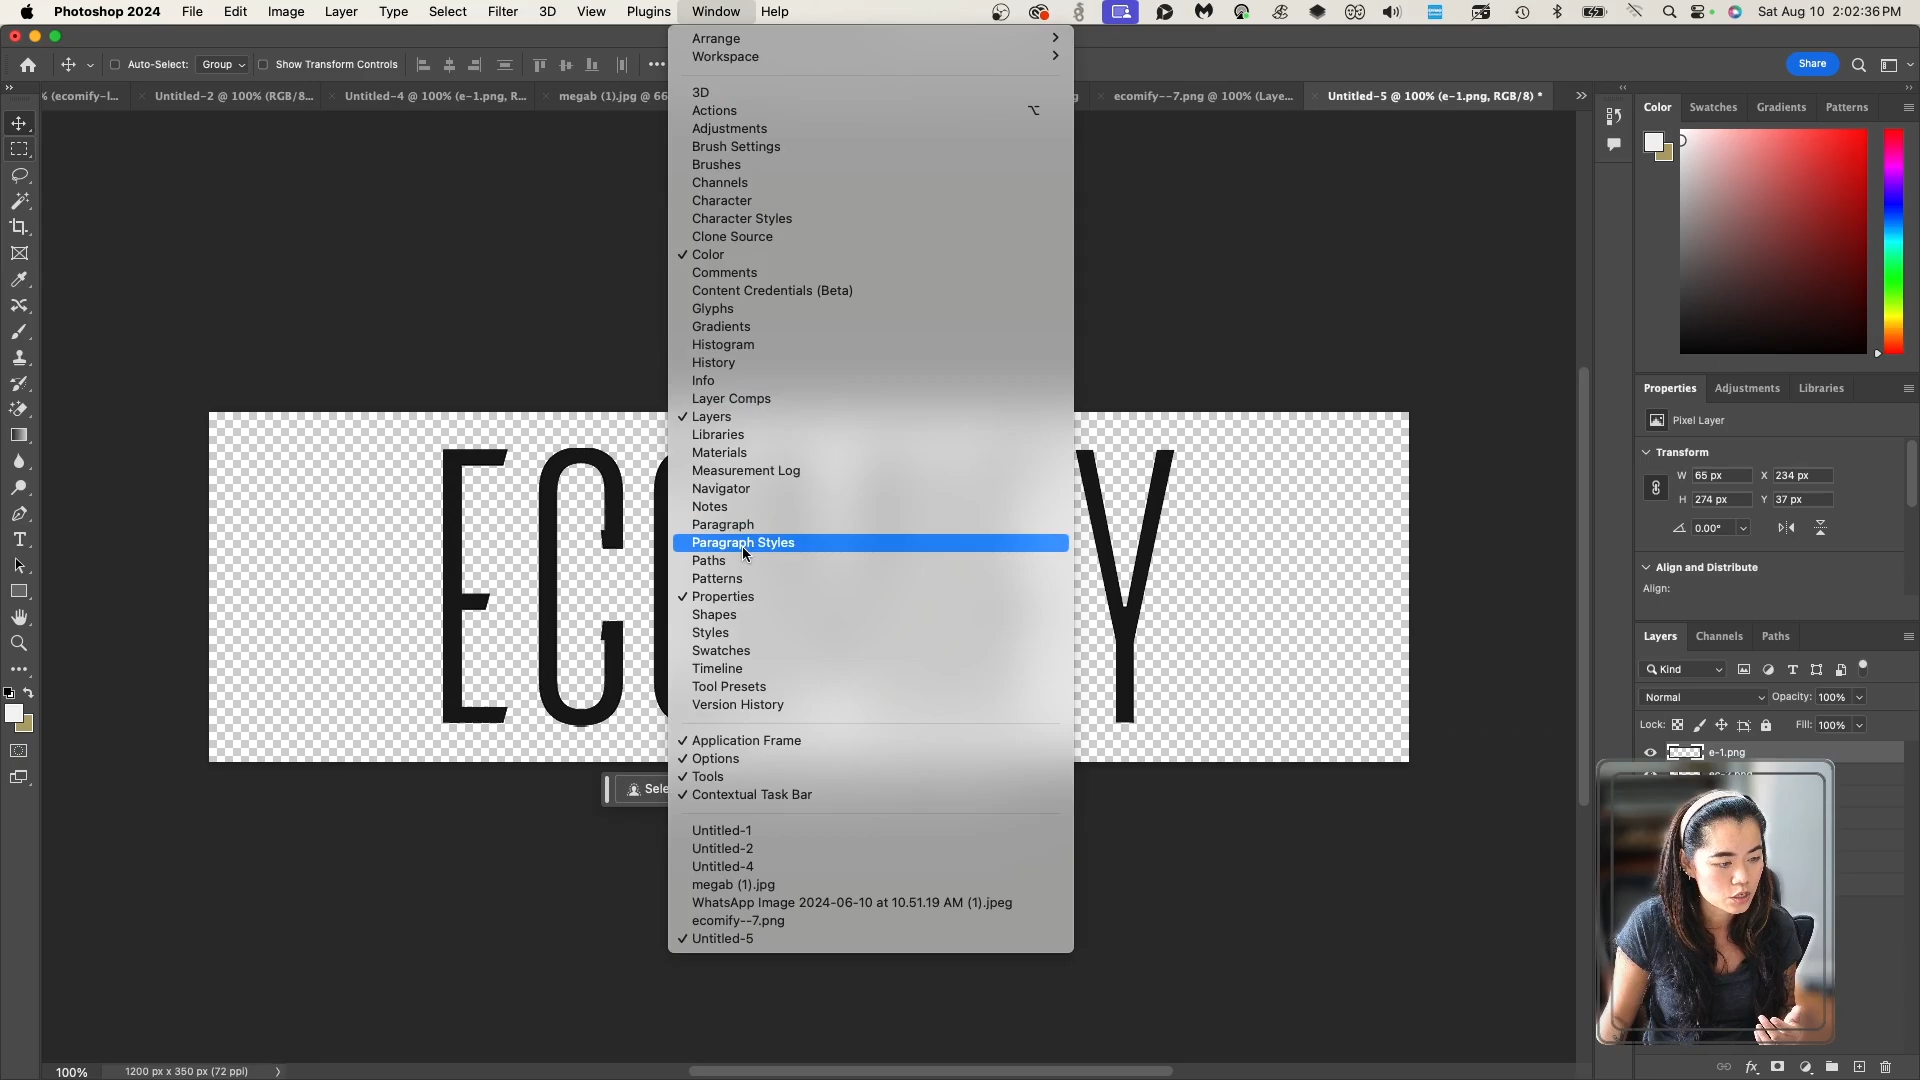 Photoshop 2024 File Edit Image Layer Type Select Filter 3D View Plugins Window Help Sat Aug 10 2:02:36 PM
Auto-Select: Group Show Transform Controls Share
% (ecomify-l... Untitled-2 @ 100% (RGB/8... Untitled-4 @ 100% (e-1.png, R... megab (1).jpg @ 66 ecomify--7.png @ 100% (Laye... Untitled-5 @ 100% (e-1.png, RGB/8) *
Arrange
Workspace
3D
Actions
Adjustments
Brush Settings
Brushes
Channels
Character
Character Styles
Clone Source
Color
Comments
Content Credentials (Beta)
Glyphs
Gradients
Histogram
History
Info
Layer Comps
Layers
Libraries
Materials
Measurement Log
Navigator
Notes
Paragraph
Paragraph Styles
Paths
Patterns
Properties
Shapes
Styles
Swatches
Timeline
Tool Presets
Version History
Application Frame
Options
Tools
Contextual Task Bar
Untitled-1
Untitled-2
Untitled-4
megab (1).jpg
WhatsApp Image 2024-06-10 at 10.51.19 AM (1).jpeg
ecomify--7.png
Untitled-5
EC Y
Sele
Color Swatches Gradients Patterns
Properties Adjustments Libraries
Pixel Layer
Transform
W 65 px X 234 px
H 274 px Y 37 px
0.00°
Align and Distribute
Align:
Layers Channels Paths
Kind
Normal Opacity: 100%
Lock: Fill: 100%
e-1.png
100% 1200 px x 350 px (72 ppi)